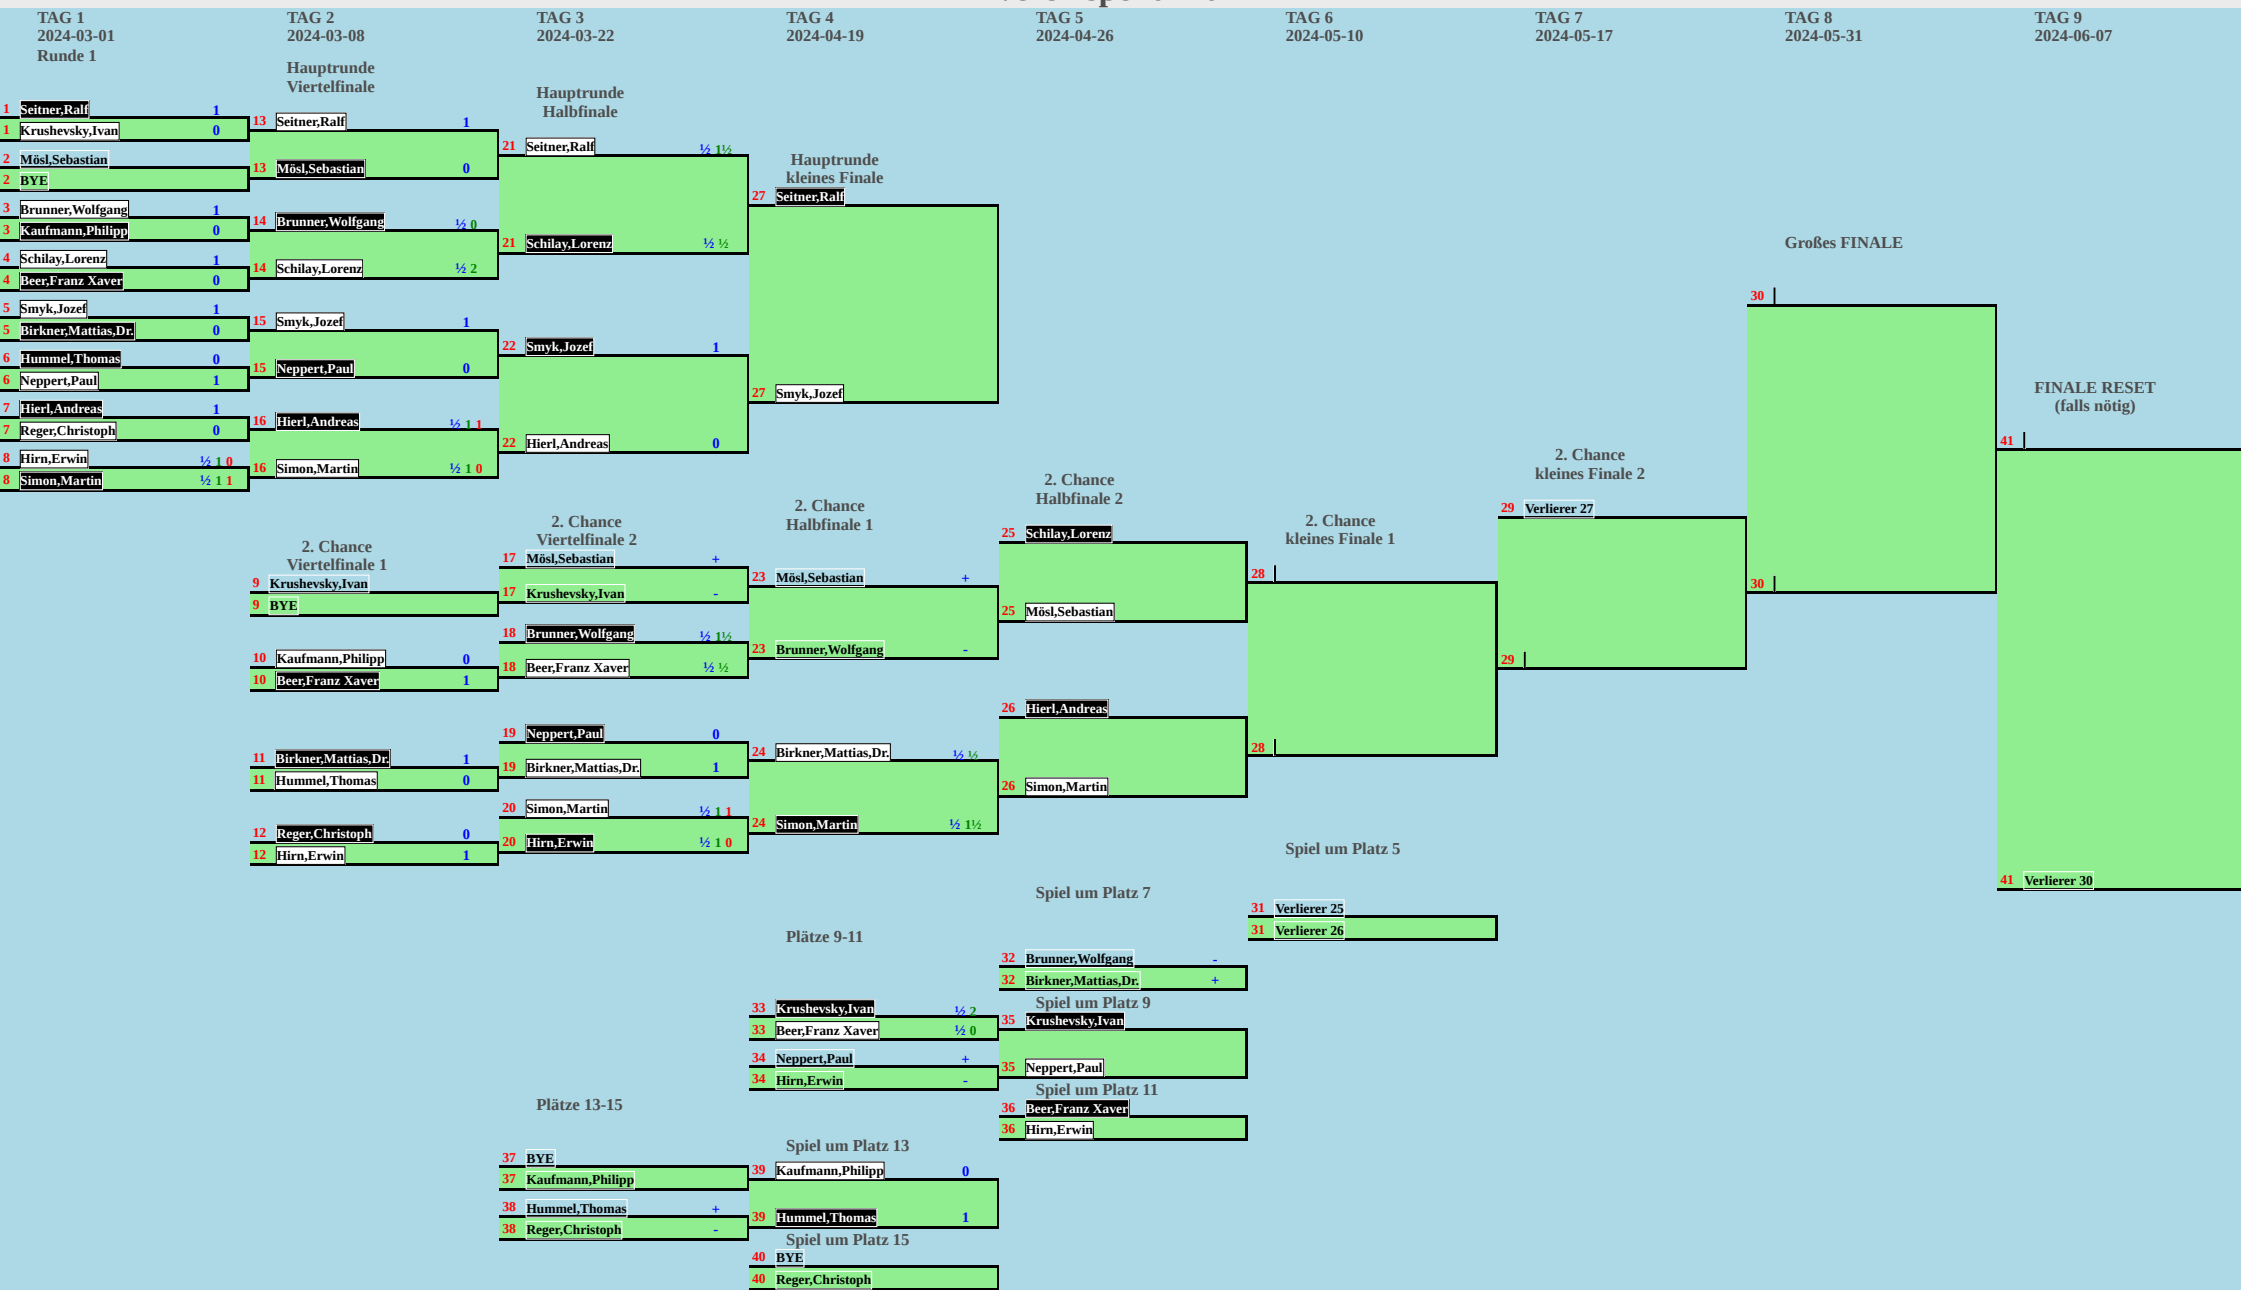 TAG 1
2024-03-01
Runde 1
1 Seitner,Ralf 1
1 Krushevsky,Ivan 0
2 Mösl,Sebastian
2 BYE
3 Brunner,Wolfgang 1
3 Kaufmann,Philipp 0
4 Schilay,Lorenz 1
4 Beer,Franz Xaver 0
5 Smyk,Jozef 1
5 Birkner,Mattias,Dr. 0
6 Hummel,Thomas 0
6 Neppert,Paul 1
7 Hierl,Andreas 1
7 Reger,Christoph 0
8 Hirn,Erwin ½ 1 0
8 Simon,Martin ½ 1 1
TAG 2
2024-03-08
Hauptrunde
Viertelfinale
13 Seitner,Ralf 1
13 Mösl,Sebastian 0
14 Brunner,Wolfgang ½ 0
14 Schilay,Lorenz ½ 2
15 Smyk,Jozef 1
15 Neppert,Paul 0
16 Hierl,Andreas ½ 1 1
16 Simon,Martin ½ 1 0
2. Chance
Viertelfinale 1
9 Krushevsky,Ivan
9 BYE
10 Kaufmann,Philipp 0
10 Beer,Franz Xaver 1
11 Birkner,Mattias,Dr. 1
11 Hummel,Thomas 0
12 Reger,Christoph 0
12 Hirn,Erwin 1
TAG 3
2024-03-22
Hauptrunde
Halbfinale
21 Seitner,Ralf ½ 1½
21 Schilay,Lorenz ½ ½
22 Smyk,Jozef 1
22 Hierl,Andreas 0
2. Chance
Viertelfinale 2
17 Mösl,Sebastian +
17 Krushevsky,Ivan -
18 Brunner,Wolfgang ½ 1½
18 Beer,Franz Xaver ½ ½
19 Neppert,Paul 0
19 Birkner,Mattias,Dr. 1
20 Simon,Martin ½ 1 1
20 Hirn,Erwin ½ 1 0
Plätze 13-15
37 BYE
37 Kaufmann,Philipp
38 Hummel,Thomas +
38 Reger,Christoph -
TAG 4
2024-04-19
Hauptrunde
kleines Finale
27 Seitner,Ralf
27 Smyk,Jozef
2. Chance
Halbfinale 1
23 Mösl,Sebastian +
23 Brunner,Wolfgang -
24 Birkner,Mattias,Dr. ½ ½
24 Simon,Martin ½ 1½
Plätze 9-11
33 Krushevsky,Ivan ½ 2
33 Beer,Franz Xaver ½ 0
34 Neppert,Paul +
34 Hirn,Erwin -
Spiel um Platz 13
39 Kaufmann,Philipp 0
39 Hummel,Thomas 1
Spiel um Platz 15
40 BYE
40 Reger,Christoph
TAG 5
2024-04-26
2. Chance
Halbfinale 2
25 Schilay,Lorenz
25 Mösl,Sebastian
26 Hierl,Andreas
26 Simon,Martin
Spiel um Platz 7
32 Brunner,Wolfgang -
32 Birkner,Mattias,Dr. +
Spiel um Platz 9
35 Krushevsky,Ivan
35 Neppert,Paul
Spiel um Platz 11
36 Beer,Franz Xaver
36 Hirn,Erwin
TAG 6
2024-05-10
2. Chance
kleines Finale 1
28
28
Spiel um Platz 5
31 Verlierer 25
31 Verlierer 26
TAG 7
2024-05-17
2. Chance
kleines Finale 2
29 Verlierer 27
29
TAG 8
2024-05-31
Großes FINALE
30
30
TAG 9
2024-06-07
FINALE RESET
(falls nötig)
41
41 Verlierer 30